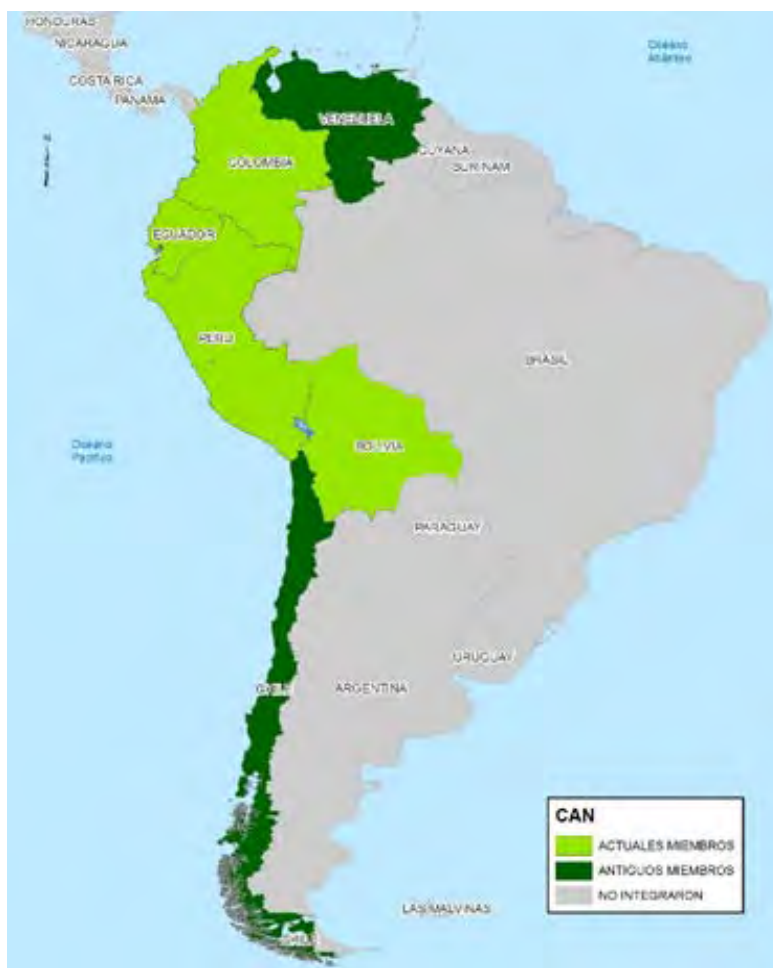 HONDURAS
NICARAGUA
COSTA RICA
PANAMA
Océano
Atlántico
VENEZUELA
GUYANA
SURINAM
COLOMBIA
ECUADOR
PERU
BRASIL
Océano
Pacífico
BOLIVIA
PARAGUAY
URUGUAY
CHILE
ARGENTINA
CAN
ACTUALES MIEMBROS
ANTIGUOS MIEMBROS
NO INTEGRARON
LAS MALVINAS
CHILE